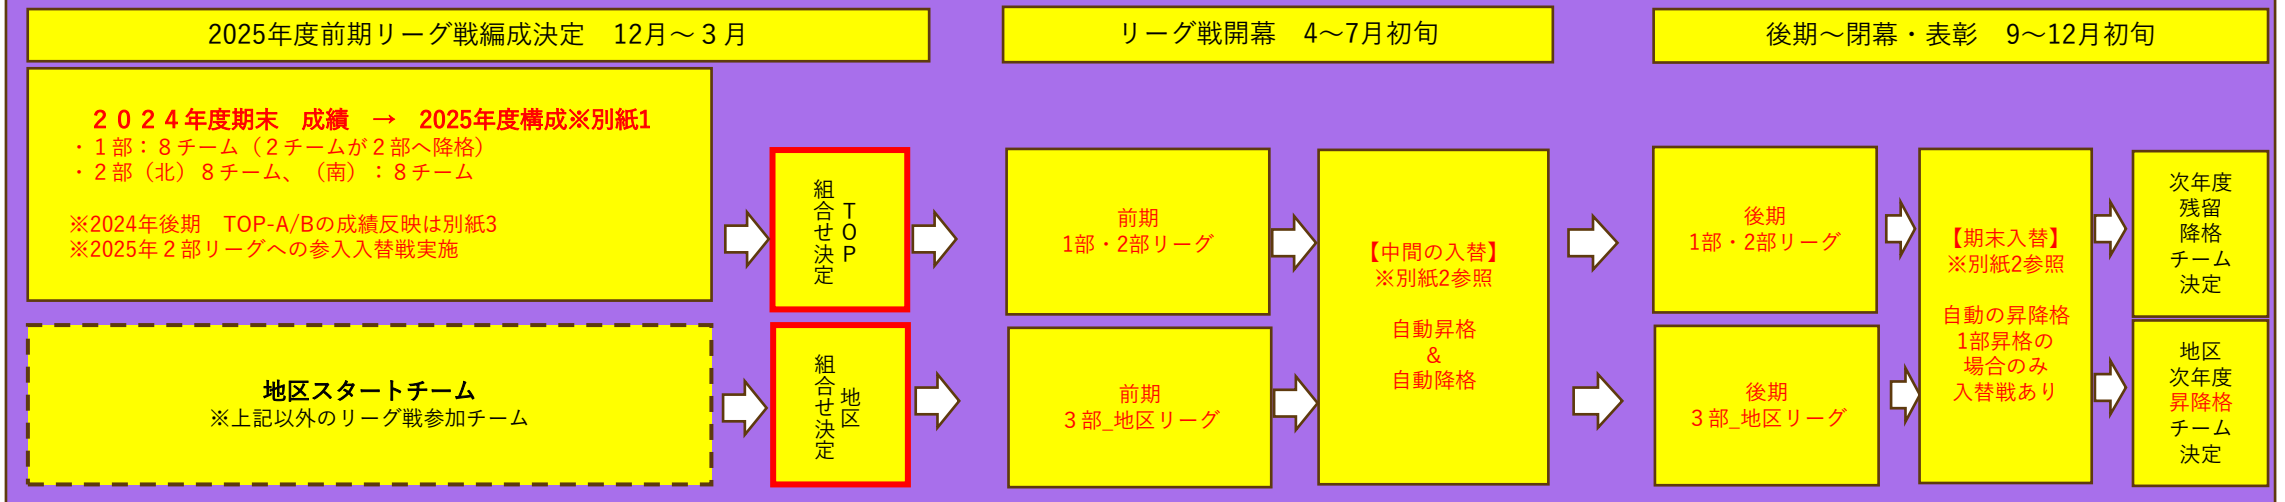 2025年度前期リーグ戦編成決定　12月～３月
リーグ戦開幕　4～7月初旬
後期～閉幕・表彰　9～12月初旬
２０２４年度期末　成績　→　2025年度構成※別紙1
・１部：８チーム（２チームが２部へ降格）
・２部（北）８チーム、（南）：８チーム
※2024年後期　TOP-A/Bの成績反映は別紙3
※2025年２部リーグへの参入入替戦実施
TOP
組合せ決定
前期
1部・2部リーグ
【中間の入替】
※別紙2参照
自動昇格
&
自動降格
後期
1部・2部リーグ
【期末入替】
※別紙2参照
自動の昇降格
1部昇格の
場合のみ
入替戦あり
次年度
残留
降格
チーム
決定
地区スタートチーム
※上記以外のリーグ戦参加チーム
地区
組合せ決定
前期
３部_地区リーグ
後期
３部_地区リーグ
地区
次年度
昇降格
チーム
決定